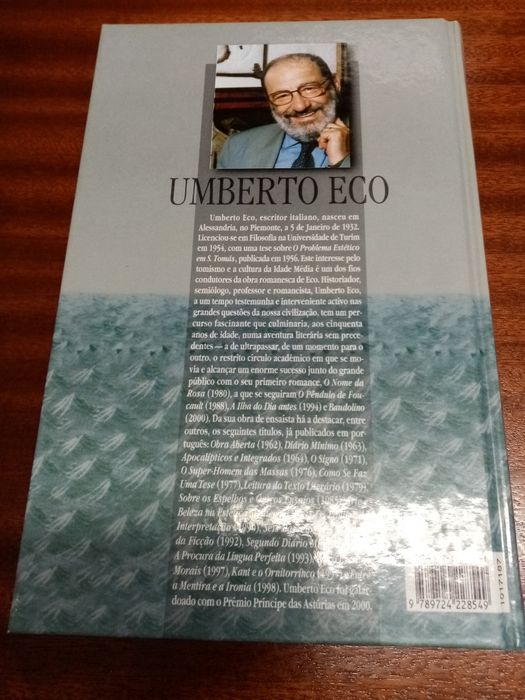 UMBERTO ECO
Umberto Eco, escritor italiano, nasceu em
Alessandria, no Piemonte, a 5 de Janeiro de 1932.
Licenciou-se em Filosofia na Universidade de Turim
em 1954, com uma tese sobre O Problema Estético
em S. Tomás, publicada em 1956. Este interesse pelo
tomismo e a cultura da Idade Média é um dos fios
condutores da obra romanesca de Eco. Historiador,
semiólogo, professor e romancista, Umberto Eco,
a um tempo testemunha e interveniente activo nas
grandes questões da nossa civilização, tem um per-
curso fascinante que culminaria, aos cinquenta
anos de idade, numa aventura literária sem prece-
dentes — a de ultrapassar, de um momento para o
outro, o restrito círculo académico em que se mo-
via e alcançar um enorme sucesso junto do grande
público com o seu primeiro romance, O Nome da
Rosa (1980), a que se seguiram O Pêndulo de Fou-
cault (1988), A Ilha do Dia antes (1994) e Baudolino
(2000). Da sua obra de ensaísta há a destacar, entre
outros, os seguintes títulos, já publicados em por-
tuguês: Obra Aberta (1962), Diário Mínimo (1963),
Apocalípticos e Integrados (1964), O Signo (1971),
O Super-Homem das Massas (1976), Como Se Faz
Uma Tese (1977), Leitura do Texto Literário (1979),
Sobre os Espelhos e Outros Ensaios (1985),
Beleza na Estética
Interpretação
da Ficção (1992), Segundo Diário
A Procura da Língua Perfeita (1993)
Morais (1997), Kant e o Ornitorrinco
a Mentira e a Ironia (1998). Umberto Eco foi galar-
doado com o Prémio Príncipe das Astúrias em 2000.
9 789724 228549
1017187